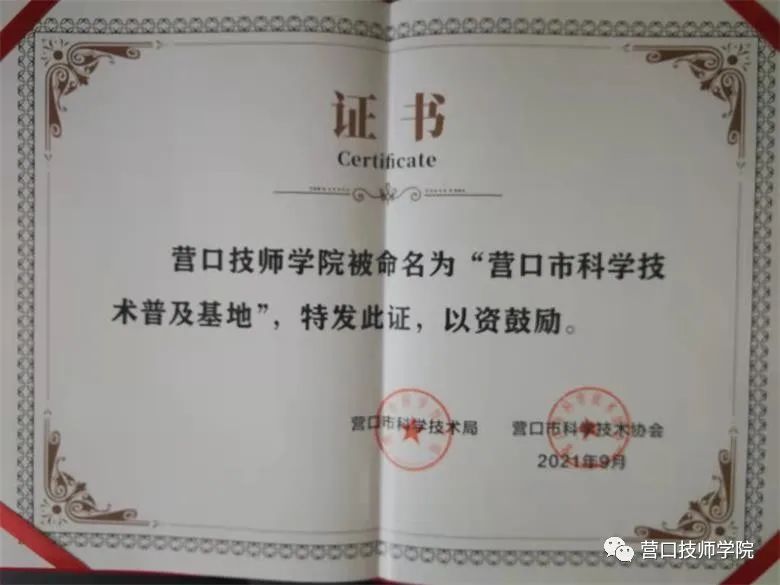 证书
Certificate
营口技师学院被命名为“营口市科学技
术普及基地”，特发此证，以资鼓励。
营口市科学技术局 营口市科学技术协会
2021年9月
营口技师学院